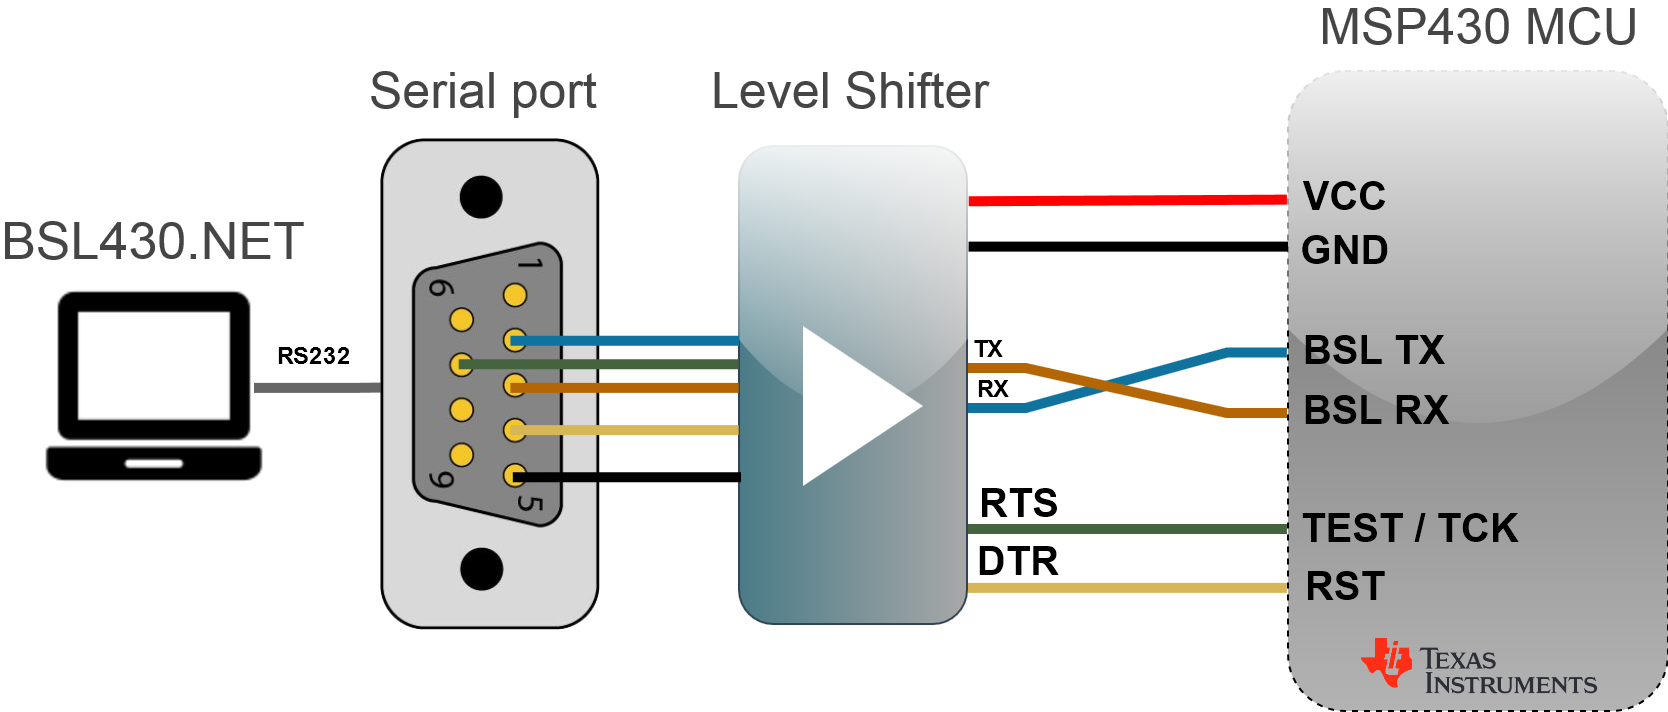 MSP430 MCU
Serial port
Level Shifter
BSL430.NET
RS232
1
6
9
5
TX
RX
RTS
DTR
VCC
GND
BSL TX
BSL RX
TEST / TCK
RST
TEXAS
INSTRUMENTS